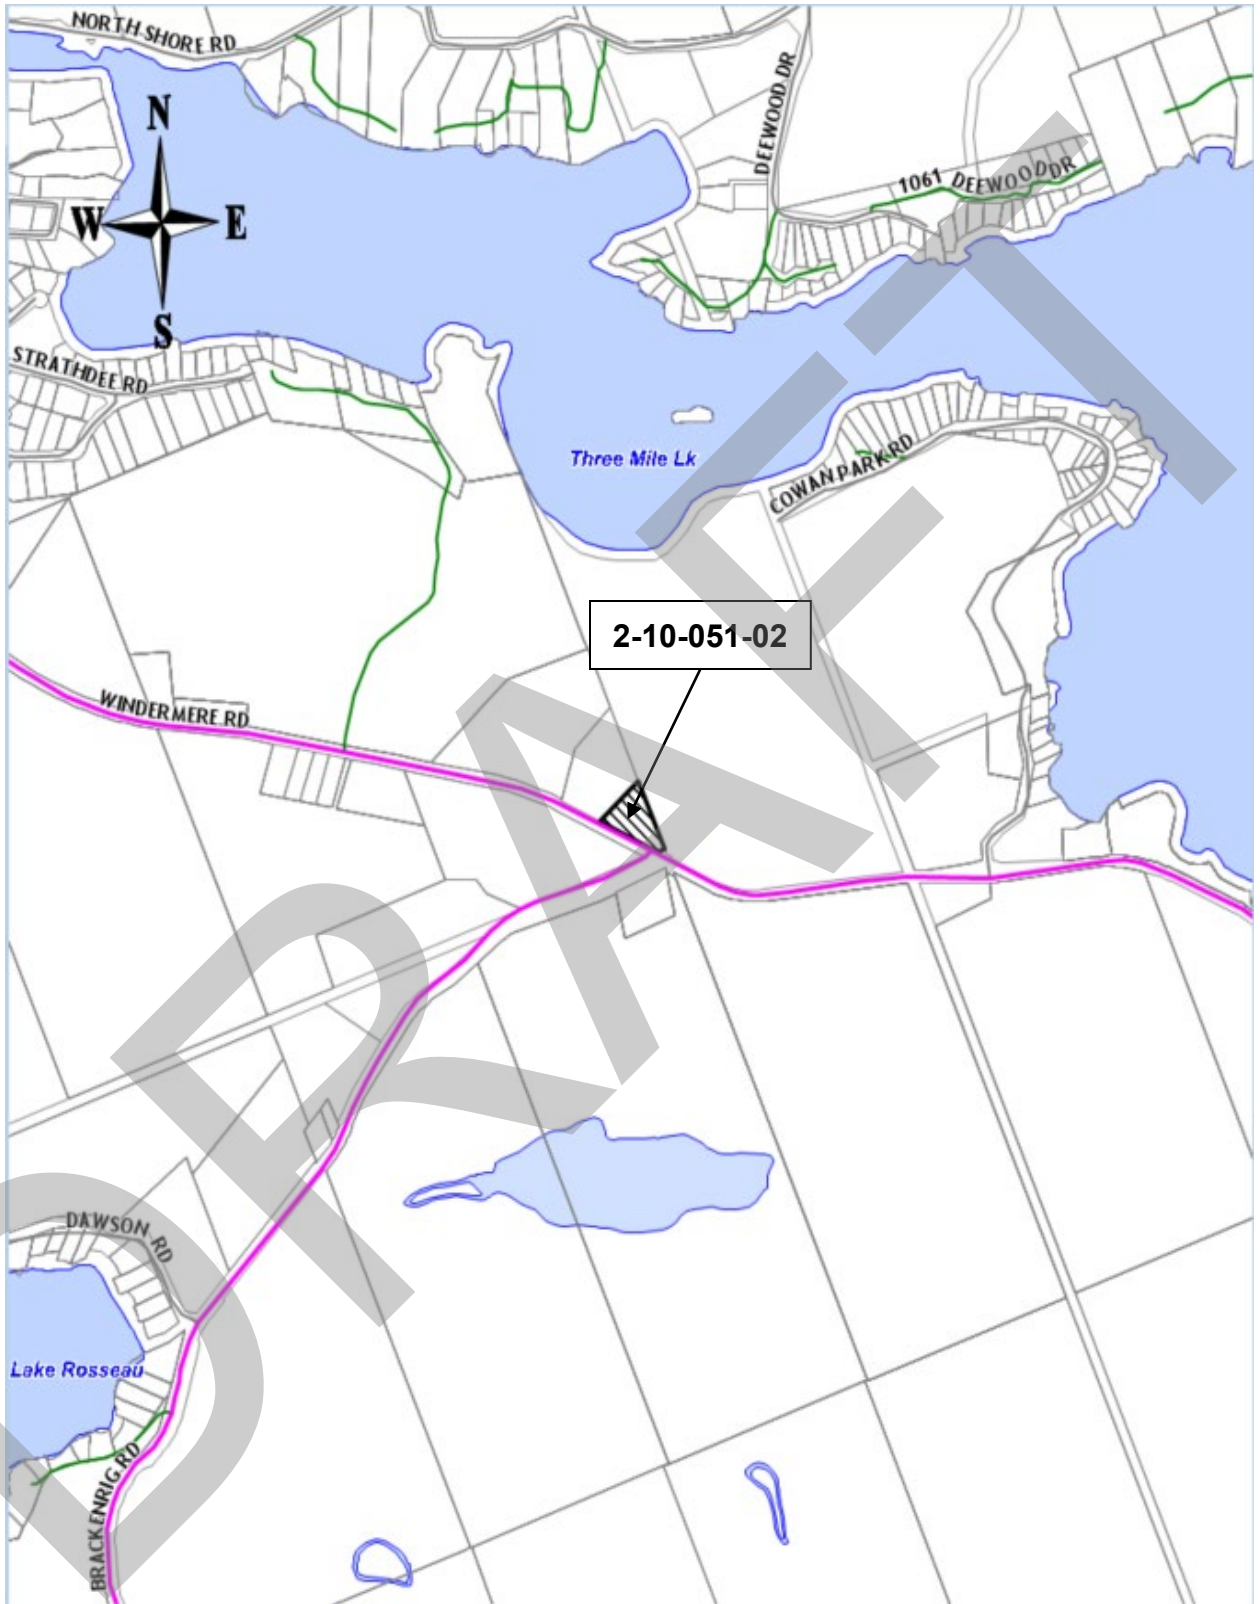 NORTH SHORE RD
DEEWOOD DR
N
1061 DEEWOOD DR
W E
S
STRATHDEE RD
Three Mile Lk
COWAN PARK RD
2-10-051-02
WINDERMERE RD
DRAFT
DAWSON RD
Lake Rosseau
BRACKENRIG RD